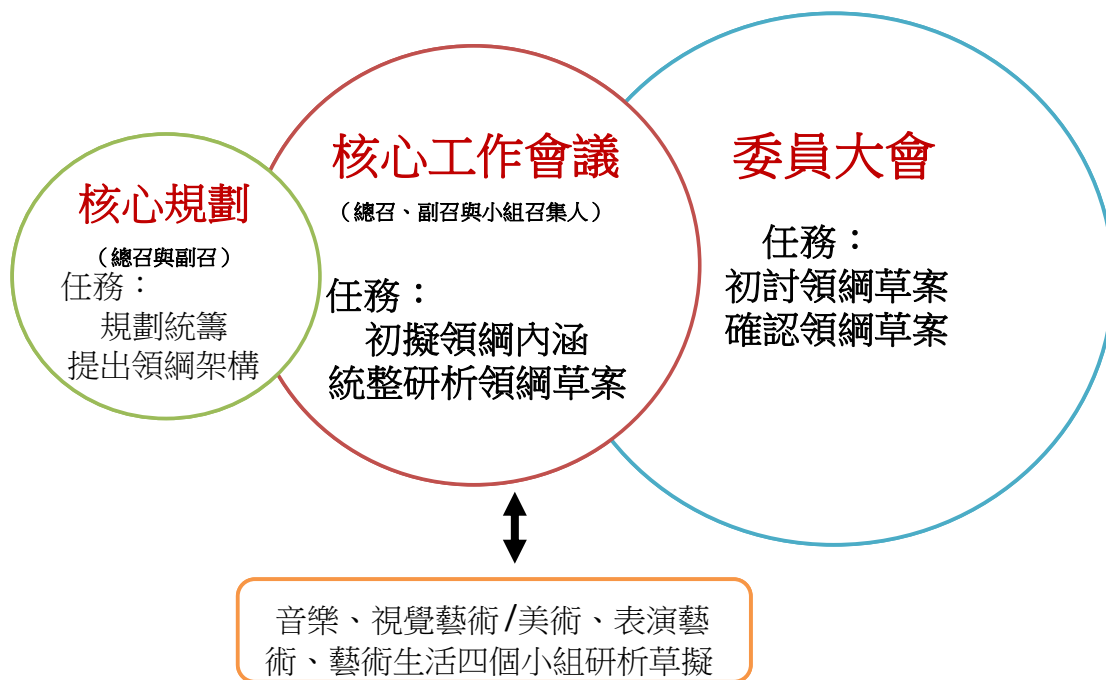 核心規劃
（總召與副召）
任務：
規劃統籌
提出領綱架構
核心工作會議
（總召、副召與小組召集人）
任務：
初擬領綱內涵
統整研析領綱草案
委員大會
任務：
初討領綱草案
確認領綱草案
音樂、視覺藝術/美術、表演藝
術、藝術生活四個小組研析草擬